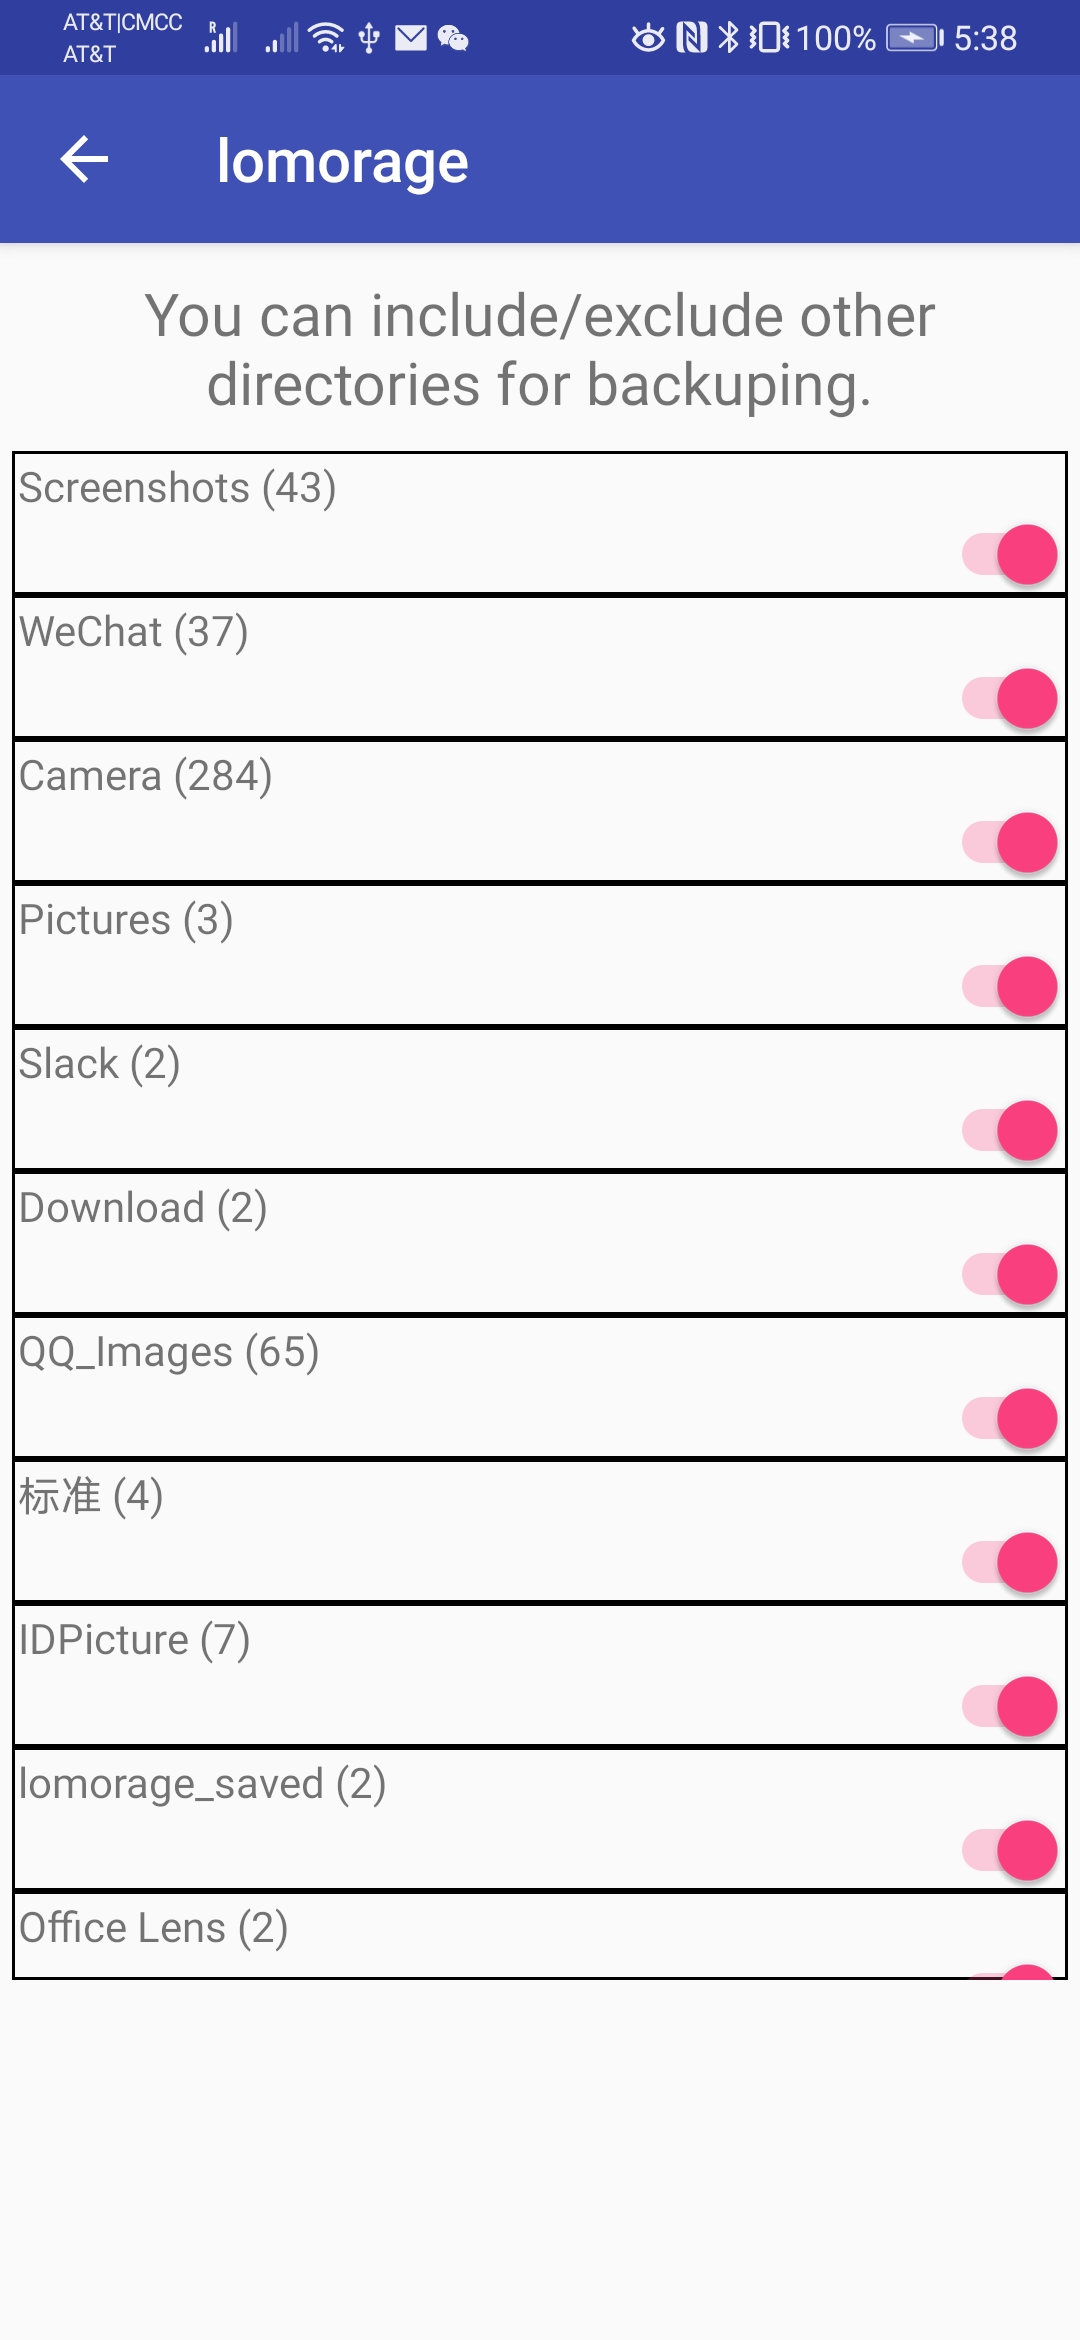 AT&T|CMCC
AT&T
R
100%
5:38
lomorage
You can include/exclude other
directories for backuping.
Screenshots (43)
WeChat (37)
Camera (284)
Pictures (3)
Slack (2)
Download (2)
QQ_Images (65)
标准 (4)
IDPicture (7)
lomorage_saved (2)
Office Lens (2)